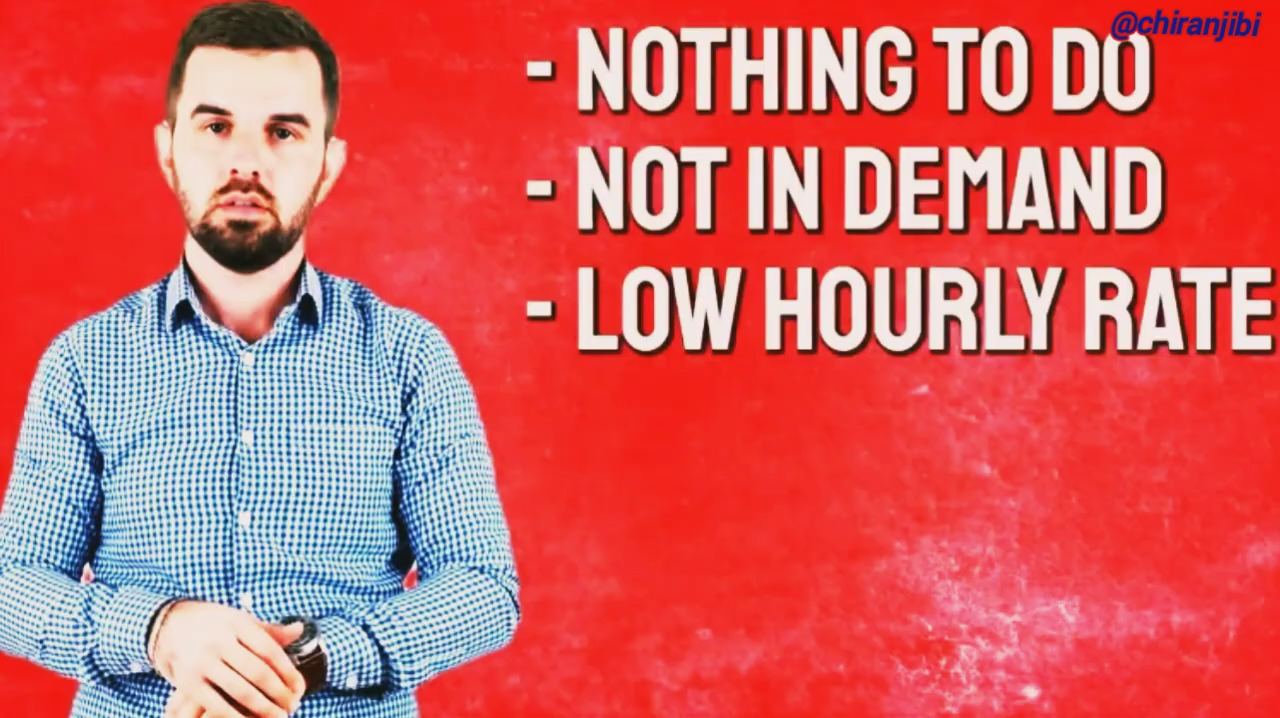 @chiranjibi
- NOTHING TO DO
- NOT IN DEMAND
- LOW HOURLY RATE